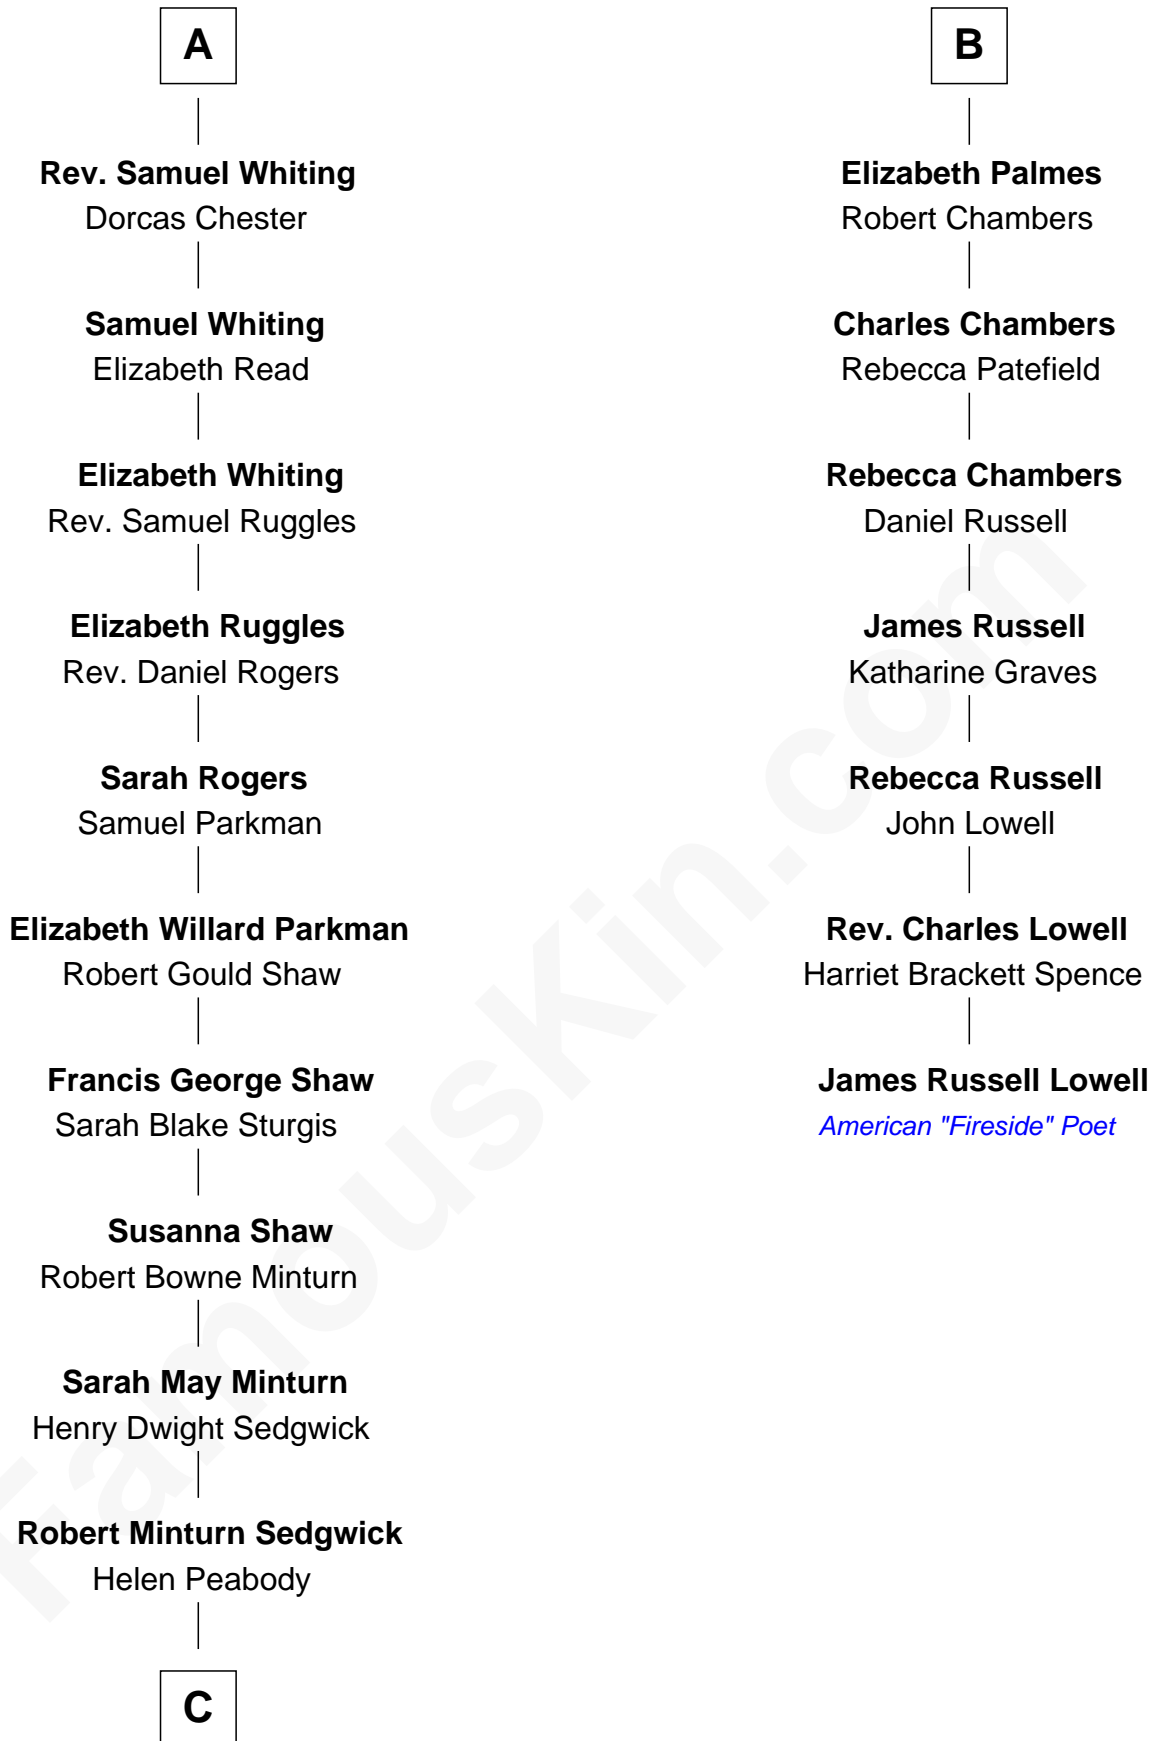 A
Rev. Samuel Whiting
Dorcas Chester
Samuel Whiting
Elizabeth Read
Elizabeth Whiting
Rev. Samuel Ruggles
Elizabeth Ruggles
Rev. Daniel Rogers
Sarah Rogers
Samuel Parkman
Elizabeth Willard Parkman
Robert Gould Shaw
Francis George Shaw
Sarah Blake Sturgis
Susanna Shaw
Robert Bowne Minturn
Sarah May Minturn
Henry Dwight Sedgwick
Robert Minturn Sedgwick
Helen Peabody
C
B
Elizabeth Palmes
Robert Chambers
Charles Chambers
Rebecca Patefield
Rebecca Chambers
Daniel Russell
James Russell
Katharine Graves
Rebecca Russell
John Lowell
Rev. Charles Lowell
Harriet Brackett Spence
James Russell Lowell
American "Fireside" Poet
FamousKin.com